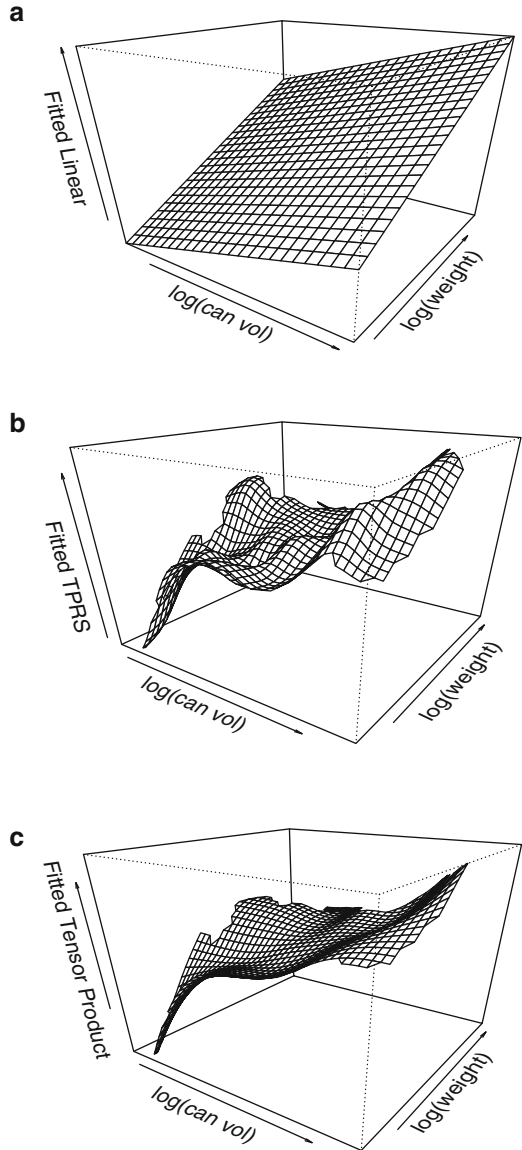 a
Fitted Linear
log(can vol)
log(weight)
b
Fitted TPRS
log(can vol)
log(weight)
c
Fitted Tensor Product
log(can vol)
log(weight)